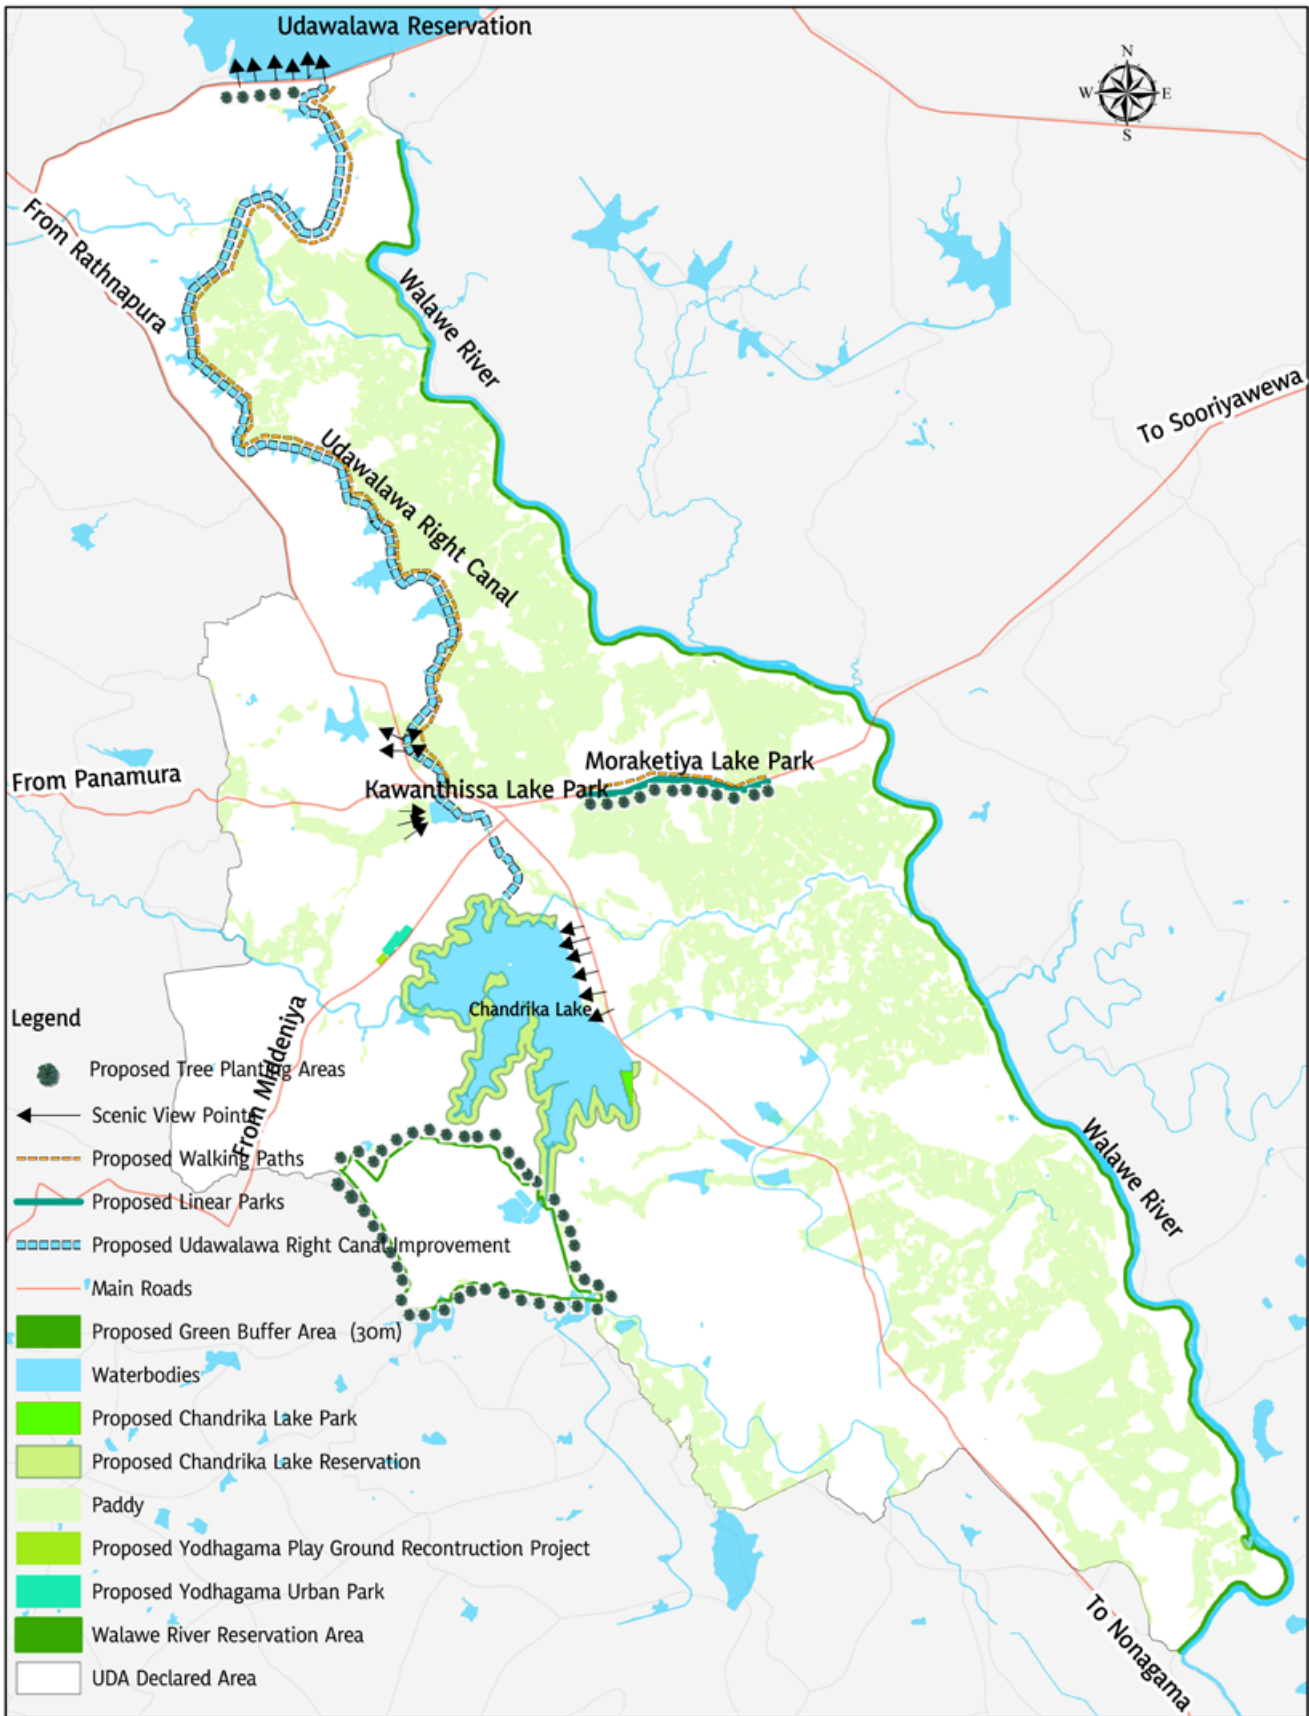 Udawalawa Reservation
N
W
E
S
From Rathnapura
Walawe River
To Sooriyawewa
Udawalawa Right Canal
Moraketiya Lake Park
From Panamura
Kawanthissa Lake Park
Chandrika Lake
From Middeniya
Walawe River
To Nonagama
Legend
Proposed Tree Planting Areas
Scenic View Points
Proposed Walking Paths
Proposed Linear Parks
Proposed Udawalawa Right Canal Improvement
Main Roads
Proposed Green Buffer Area (30m)
Waterbodies
Proposed Chandrika Lake Park
Proposed Chandrika Lake Reservation
Paddy
Proposed Yodhagama Play Ground Recontruction Project
Proposed Yodhagama Urban Park
Walawe River Reservation Area
UDA Declared Area